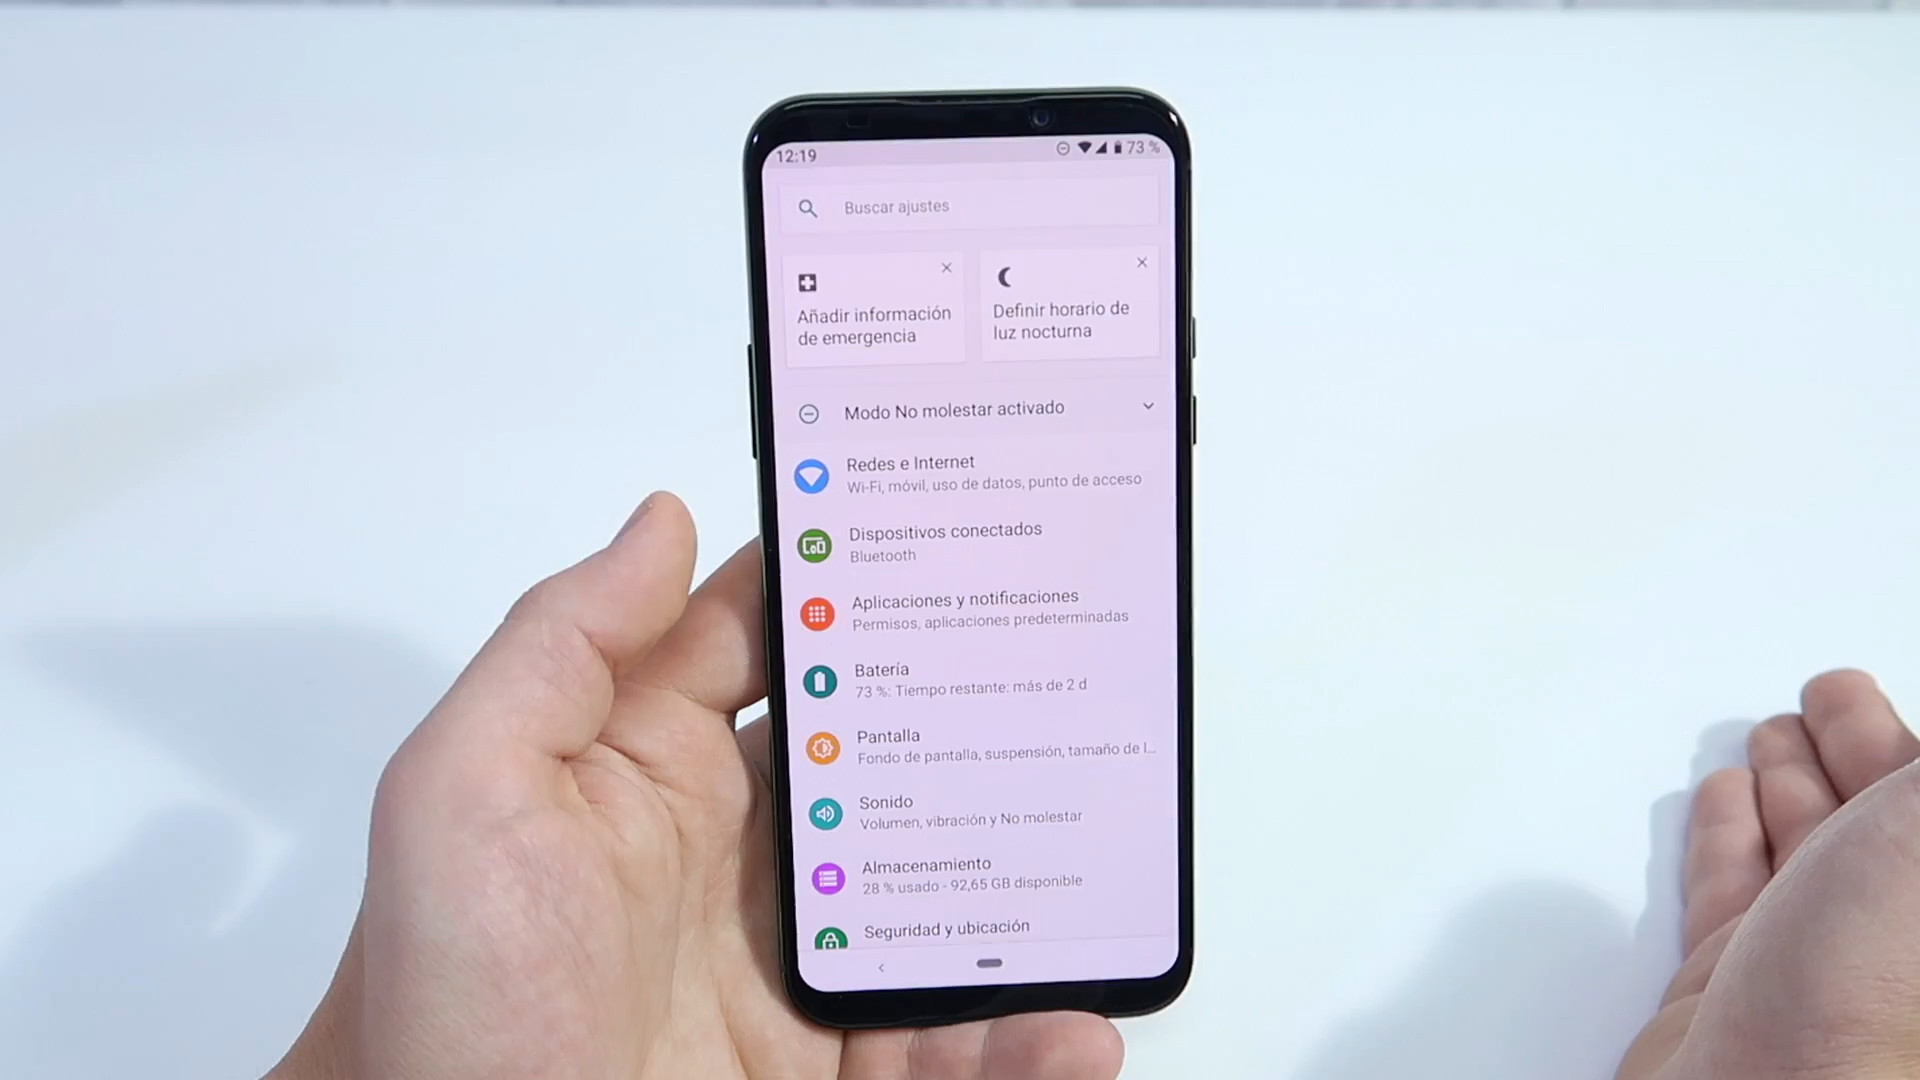 12:19
73 %
Buscar ajustes
Añadir información
de emergencia
Definir horario de
luz nocturna
Modo No molestar activado
Redes e Internet
Wi-Fi, móvil, uso de datos, punto de acceso
Dispositivos conectados
Bluetooth
Aplicaciones y notificaciones
Permisos, aplicaciones predeterminadas
Batería
73 %: Tiempo restante: más de 2 d
Pantalla
Fondo de pantalla, suspensión, tamaño de l...
Sonido
Volumen, vibración y No molestar
Almacenamiento
28 % usado - 92,65 GB disponible
Seguridad y ubicación